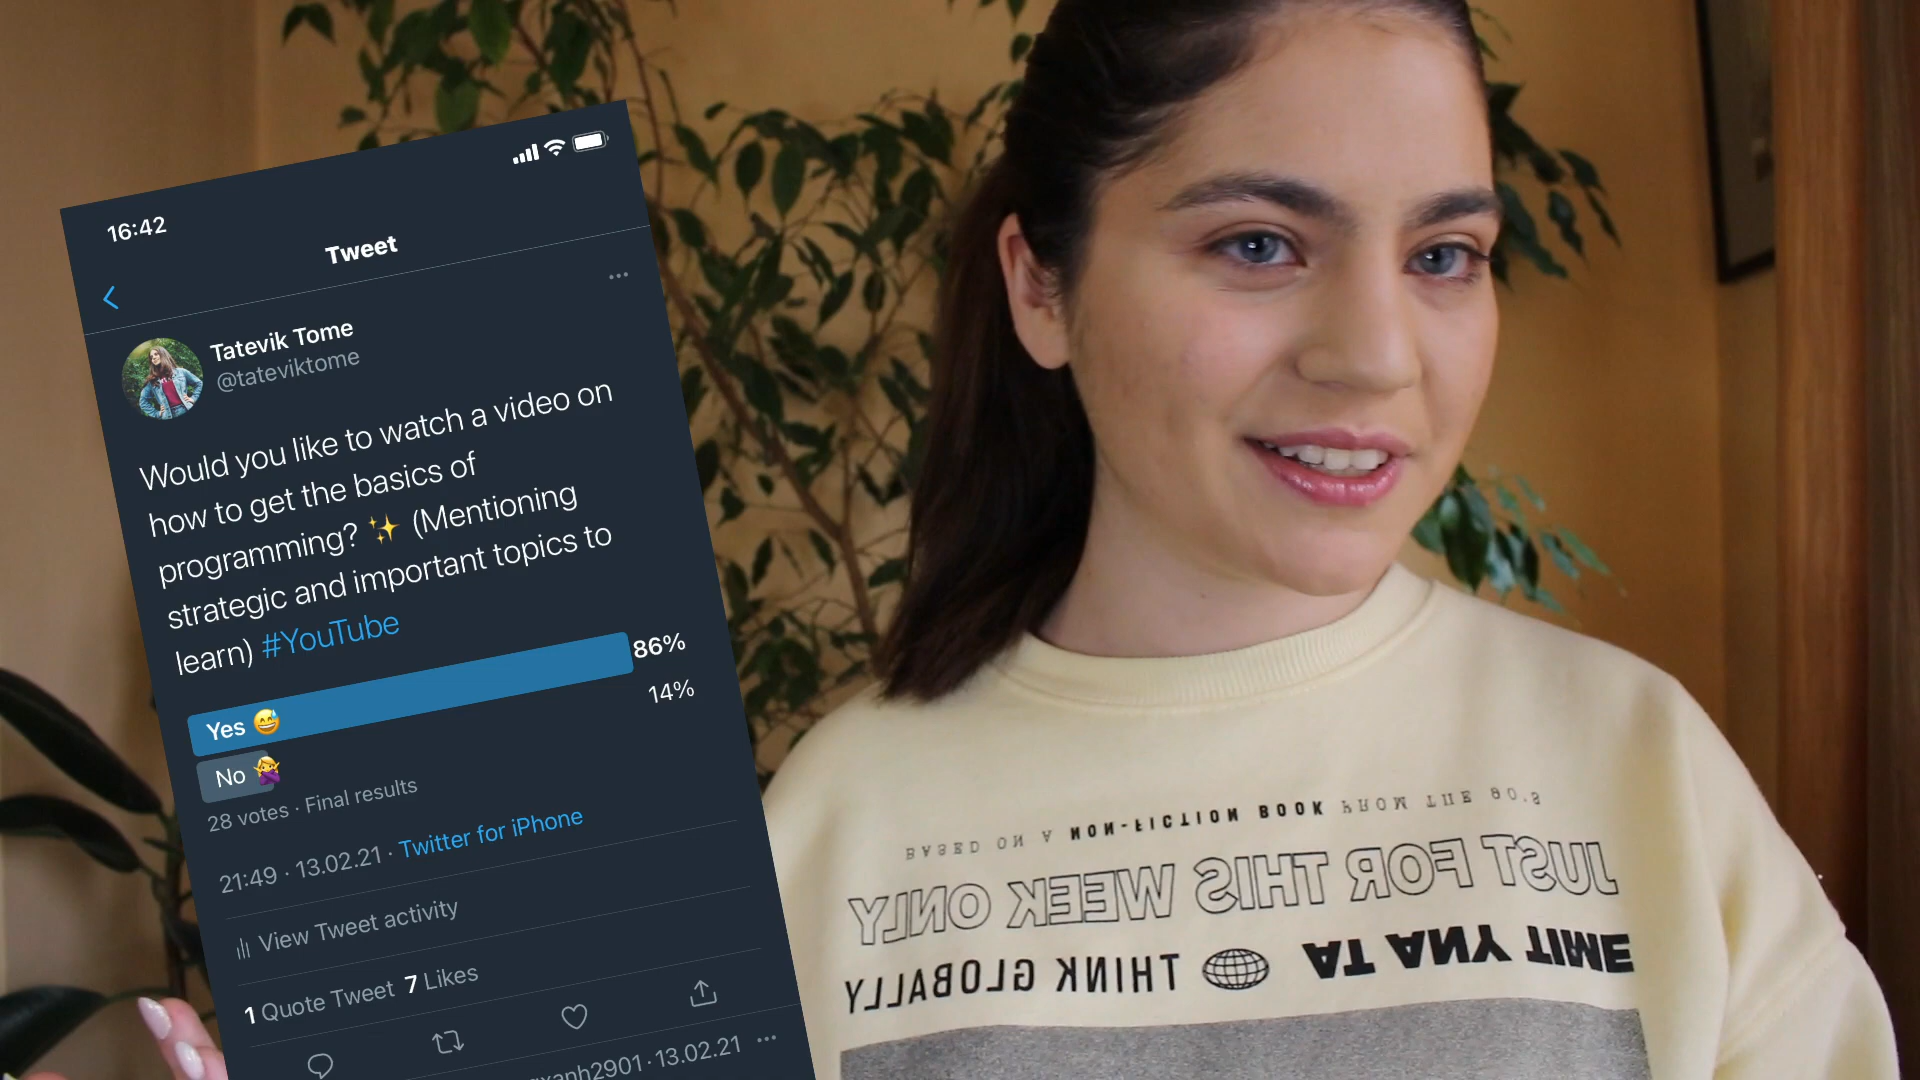 16:42
Tweet
Tatevik Tome
@tateviktome
Would you like to watch a video on
how to get the basics of
programming? ✨ (Mentioning
strategic and important topics to
learn) #YouTube
Yes 😅 86%
No 🙅‍♀️ 14%
28 votes · Final results
21:49 · 13.02.21 · Twitter for iPhone
View Tweet activity
1 Quote Tweet 7 Likes
13.02.21
BASED ON A NON-FICTION BOOK FROM THE 90'S
JUST FOR THIS WEEK ONLY
AT ANY TIME THINK GLOBALLY